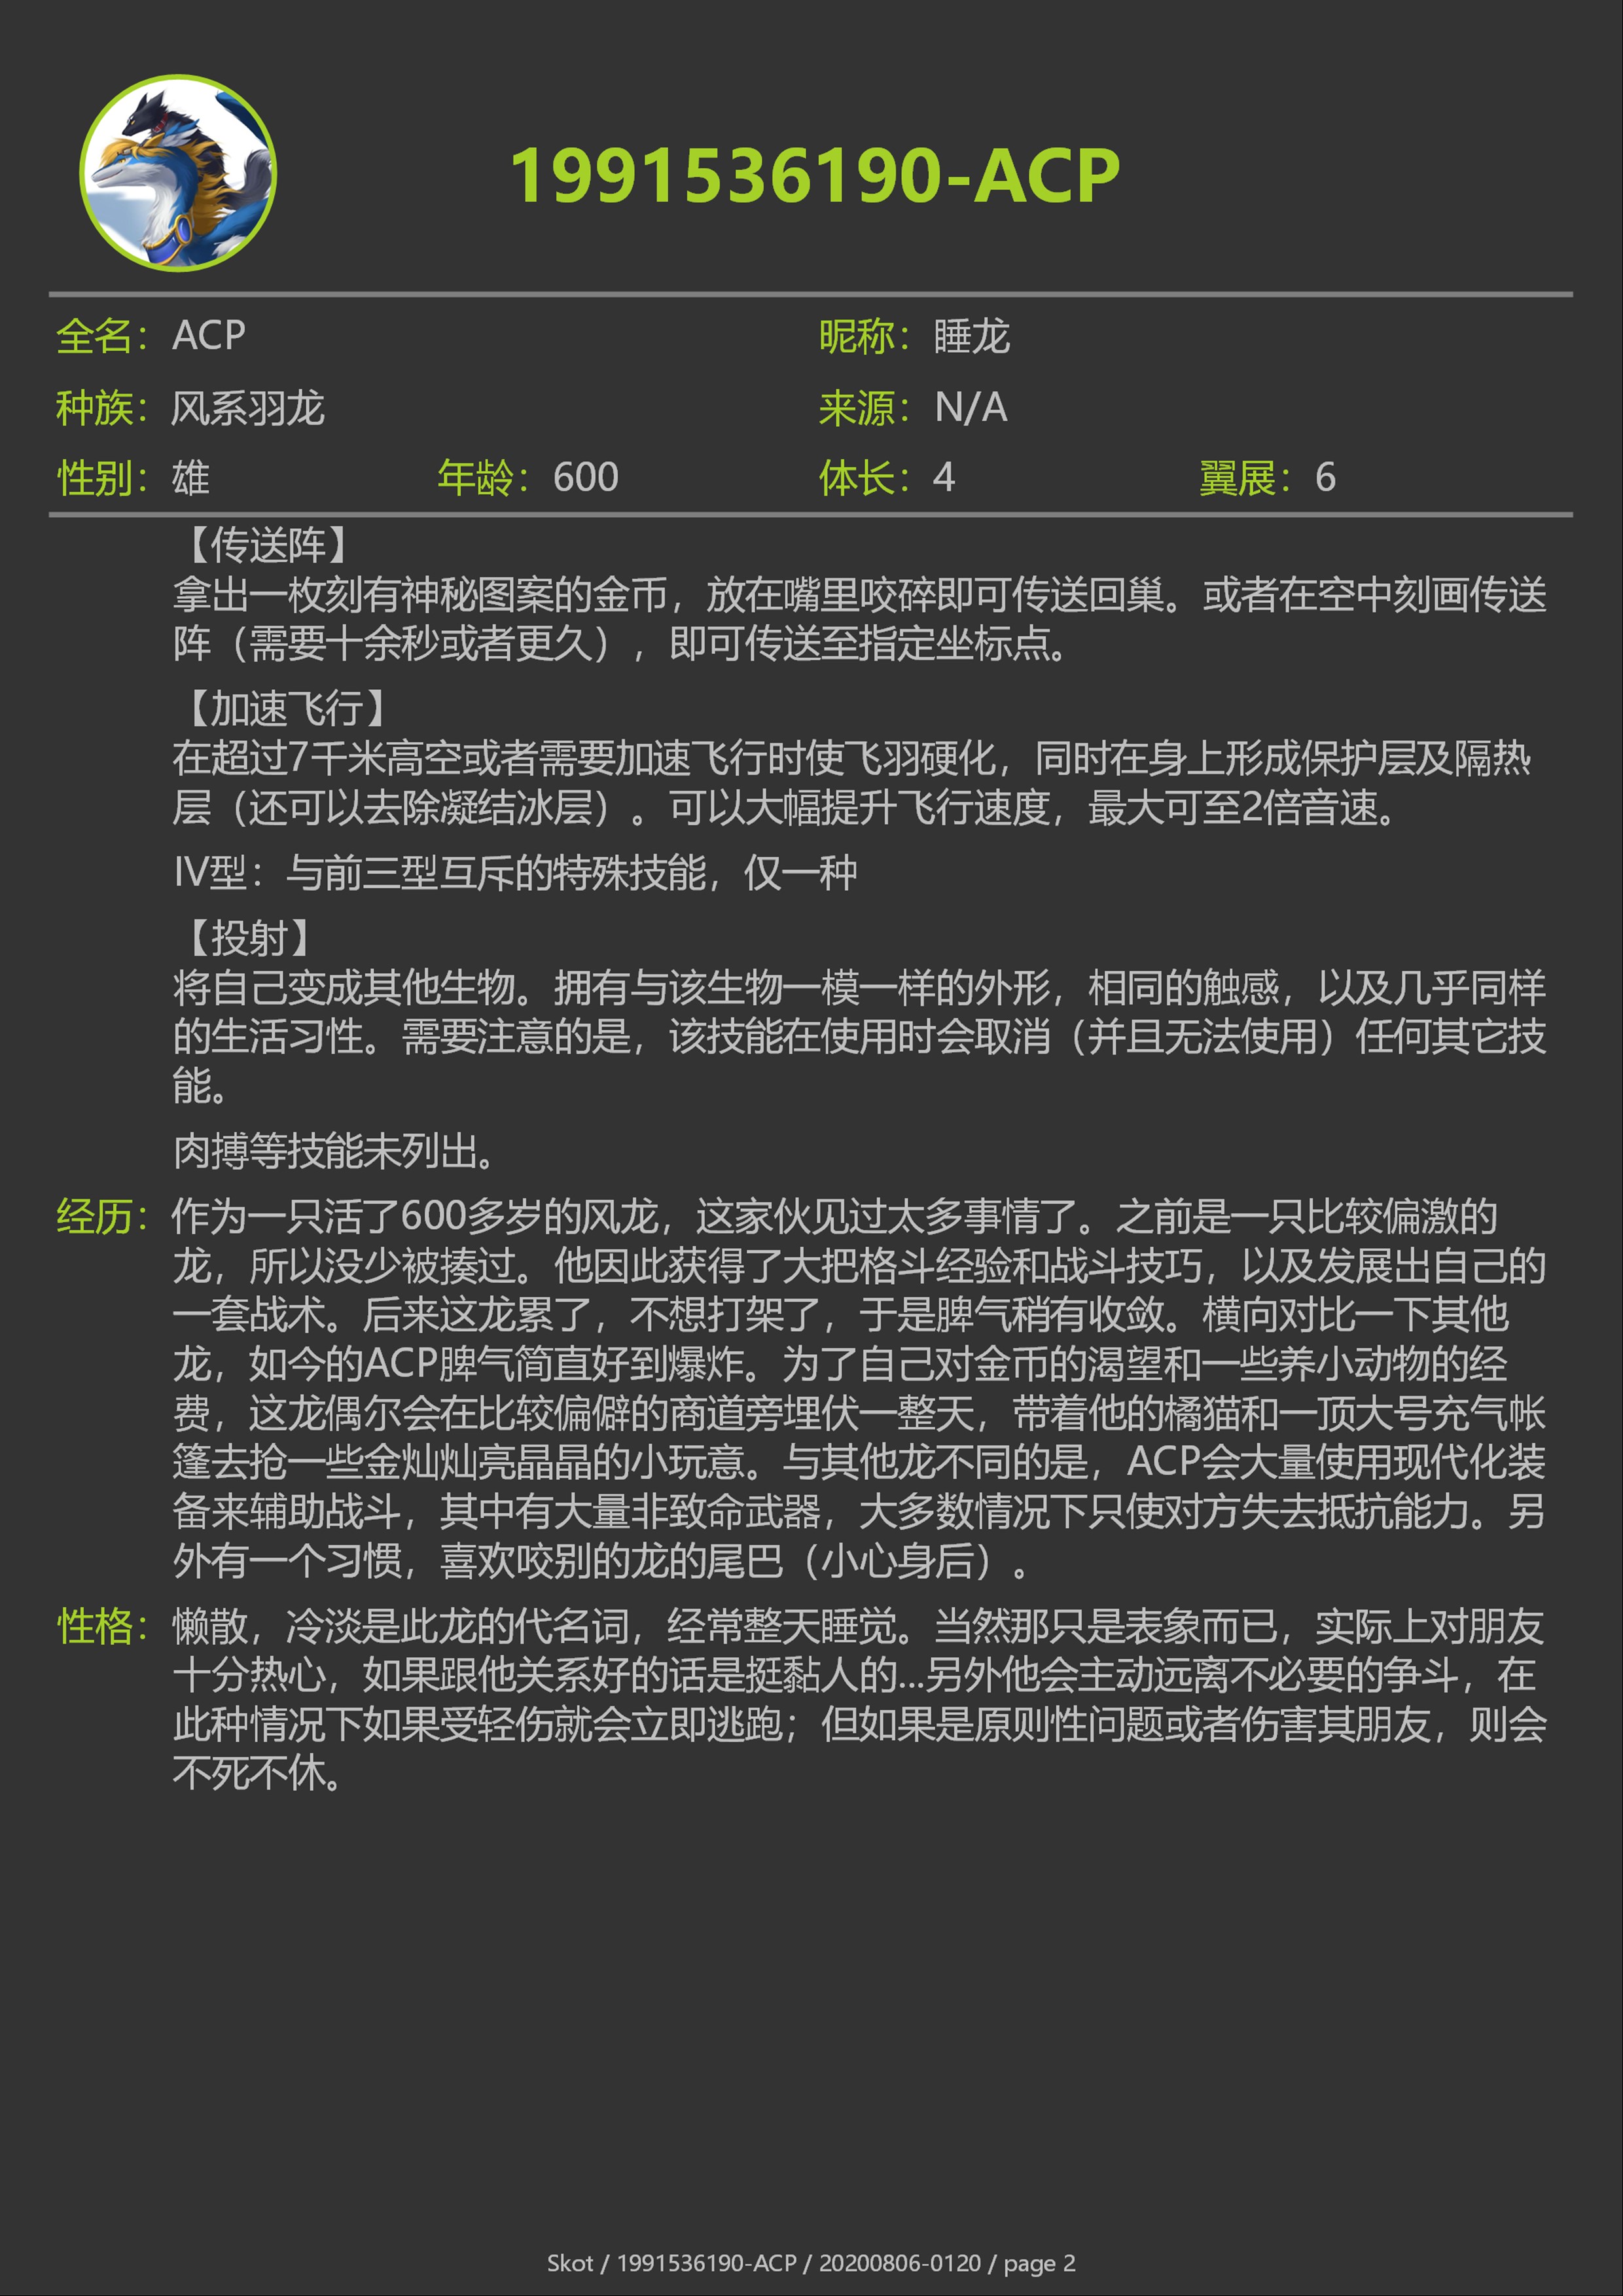 1991536190-ACP
全名：ACP 昵称：睡龙
种族：风系羽龙 来源：N/A
性别：雄 年龄：600 体长：4 翼展：6
【传送阵】
拿出一枚刻有神秘图案的金币，放在嘴里咬碎即可传送回巢。或者在空中刻画传送
阵（需要十余秒或者更久），即可传送至指定坐标点。
【加速飞行】
在超过7千米高空或者需要加速飞行时使飞羽硬化，同时在身上形成保护层及隔热
层（还可以去除凝结冰层）。可以大幅提升飞行速度，最大可至2倍音速。
IV型：与前三型互斥的特殊技能，仅一种
【投射】
将自己变成其他生物。拥有与该生物一模一样的外形，相同的触感，以及几乎同样
的生活习性。需要注意的是，该技能在使用时会取消（并且无法使用）任何其它技
能。
肉搏等技能未列出。
经历：作为一只活了600多岁的风龙，这家伙见过太多事情了。之前是一只比较偏激的
龙，所以没少被揍过。他因此获得了大把格斗经验和战斗技巧，以及发展出自己的
一套战术。后来这龙累了，不想打架了，于是脾气稍有收敛。横向对比一下其他
龙，如今的ACP脾气简直好到爆炸。为了自己对金币的渴望和一些养小动物的经
费，这龙偶尔会在比较偏僻的商道旁埋伏一整天，带着他的橘猫和一顶大号充气帐
篷去抢一些金灿灿亮晶晶的小玩意。与其他龙不同的是，ACP会大量使用现代化装
备来辅助战斗，其中有大量非致命武器，大多数情况下只使对方失去抵抗能力。另
外有一个习惯，喜欢咬别的龙的尾巴（小心身后）。
性格：懒散，冷淡是此龙的代名词，经常整天睡觉。当然那只是表象而已，实际上对朋友
十分热心，如果跟他关系好的话是挺黏人的...另外他会主动远离不必要的争斗，在
此种情况下如果受轻伤就会立即逃跑；但如果是原则性问题或者伤害其朋友，则会
不死不休。
Skot / 1991536190-ACP / 20200806-0120 / page 2